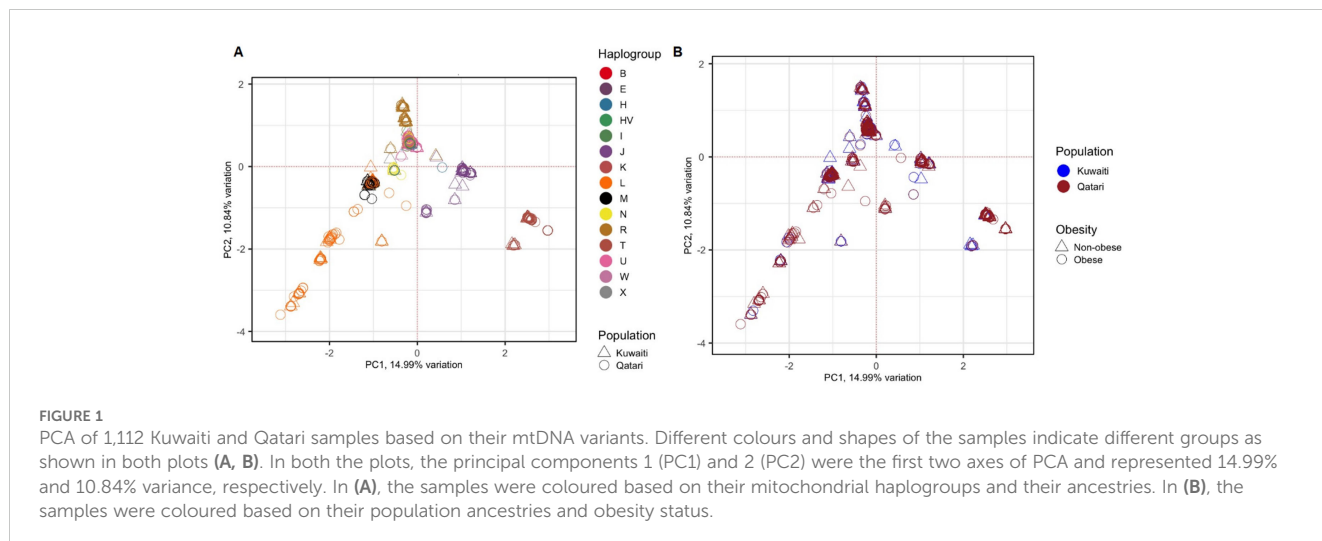 A
B
Haplogroup
B
E
H
HV
I
J
K
L
M
N
R
T
U
W
X
Population
Kuwaiti
Qatari
2
0
-2
-4
PC2, 10.84% variation
-2
0
2
PC1, 14.99% variation
2
0
-1
-2
-3
-4
PC2, 10.84% variation
-2
0
2
PC1, 14.99% variation
Population
Kuwaiti
Qatari
Obesity
Non-obese
Obese
FIGURE 1
PCA of 1,112 Kuwaiti and Qatari samples based on their mtDNA variants. Different colours and shapes of the samples indicate different groups as
shown in both plots (A, B). In both the plots, the principal components 1 (PC1) and 2 (PC2) were the first two axes of PCA and represented 14.99%
and 10.84% variance, respectively. In (A), the samples were coloured based on their mitochondrial haplogroups and their ancestries. In (B), the
samples were coloured based on their population ancestries and obesity status.